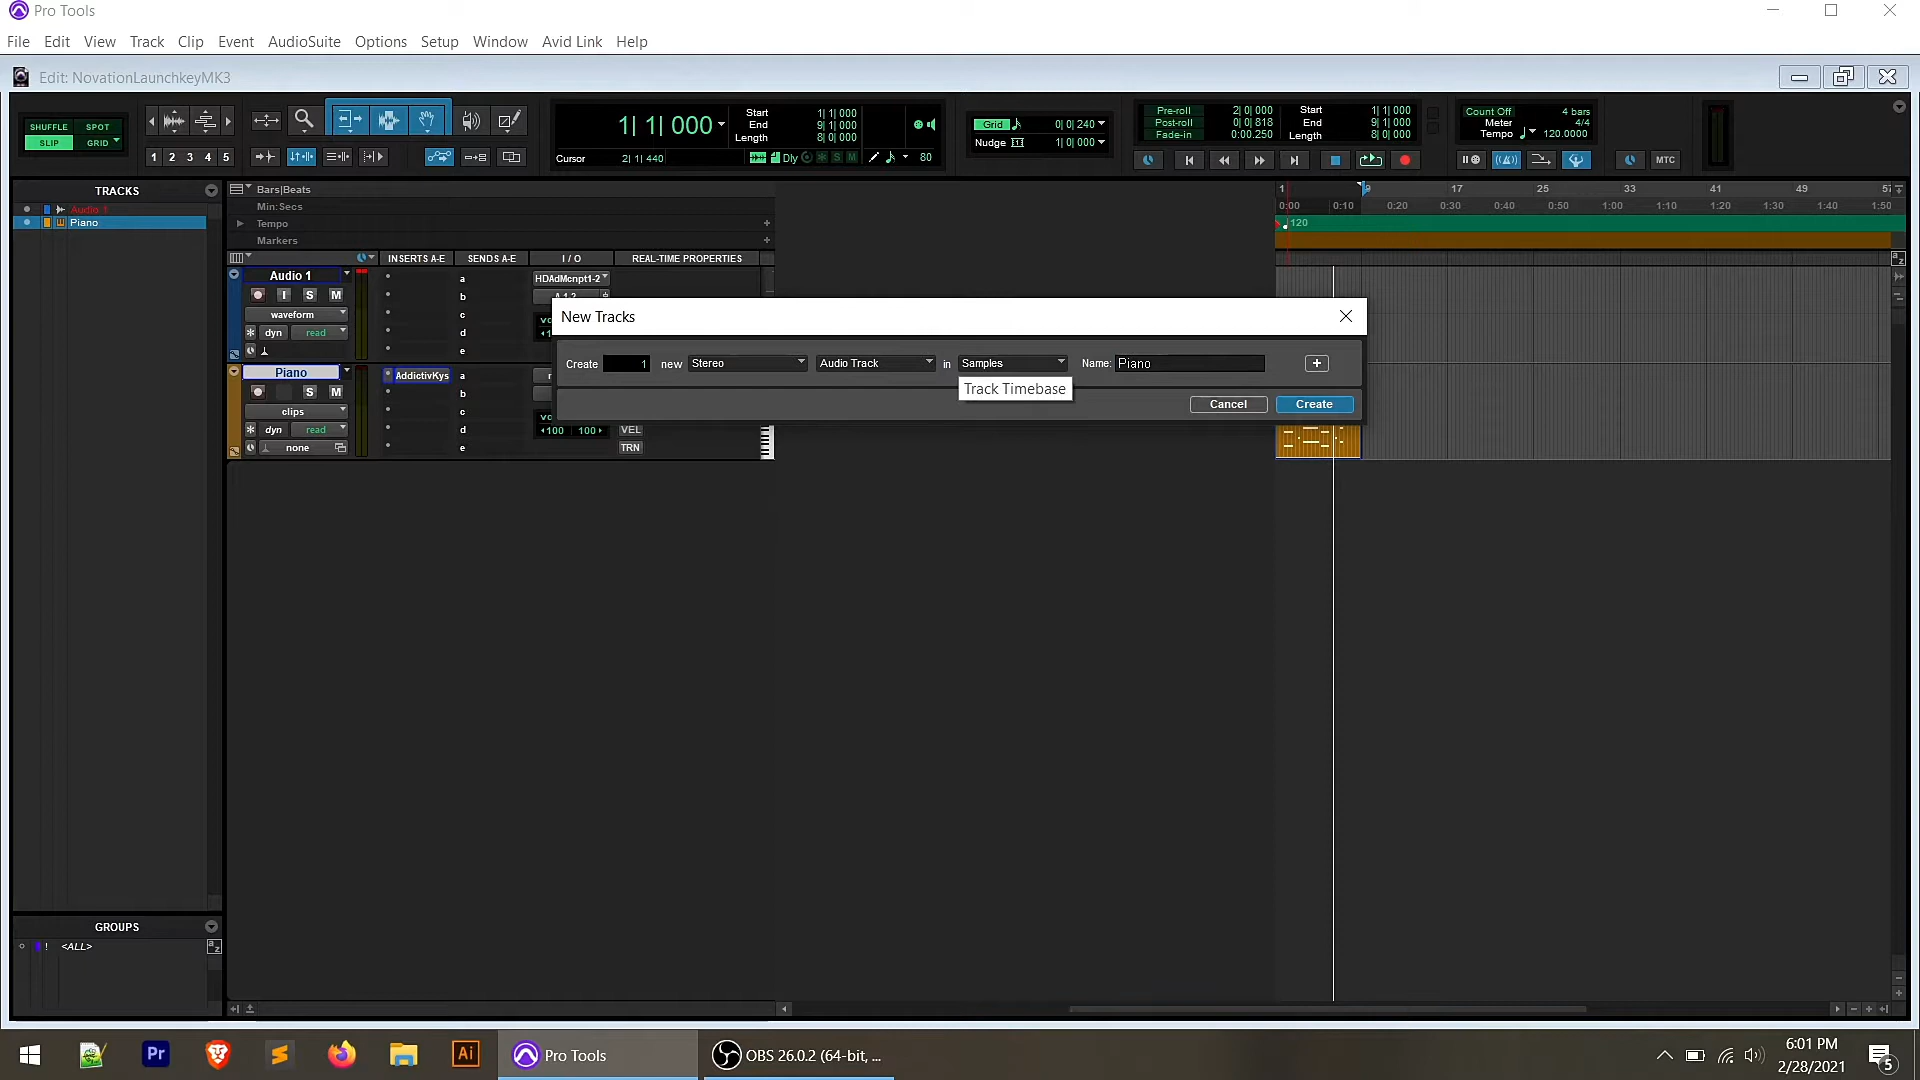 Pro Tools
File Edit View Track Clip Event AudioSuite Options Setup Window Avid Link Help
Edit: NovationLaunchkeyMK3
SHUFFLE SPOT
SLIP GRID
1 2 3 4 5
1| 1| 000
Start 1| 1| 000
End 9| 1| 000
Length 8| 0| 000
Cursor 2| 1| 440
Dly S M 80
Grid 0| 0| 240
Nudge 1| 0| 000
Pre-roll 2| 0| 000
Post-roll 0| 0| 818
Fade-in 0:00.250
Start 1| 1| 000
End 9| 1| 000
Length 8| 0| 000
Count Off 4 bars
Meter 4/4
Tempo 120.0000
MTC
TRACKS
Audio 1
Piano
Bars|Beats
Min:Secs
Tempo
Markers
1 9 17 25 33 41 49 57
0:00 0:10 0:20 0:30 0:40 0:50 1:00 1:10 1:20 1:30 1:40 1:50
120
INSERTS A-E SENDS A-E I / O REAL-TIME PROPERTIES
Audio 1
I S M
waveform
dyn read
a
b
c
d
e
HDAdMcnpt1-2
A 1-2
vo
Piano
S M
clips
dyn read
none
AddictivKys
a
b
c
d
e
vo
100 100
VEL
TRN
New Tracks
Create 1 new Stereo Audio Track in Samples Name: Piano
Track Timebase
Cancel Create
GROUPS
! <ALL>
a z
Pr
Ai
Pro Tools
OBS 26.0.2 (64-bit, ...
6:01 PM
2/28/2021
5